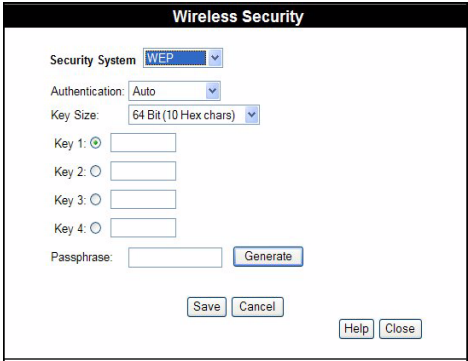 Wireless Security
Security System WEP
Authentication: Auto
Key Size: 64 Bit (10 Hex chars)
Key 1:
Key 2:
Key 3:
Key 4:
Passphrase: Generate
Save Cancel
Help Close